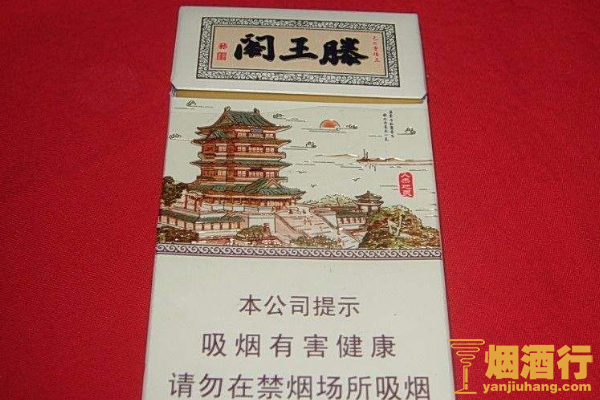 阁王滕
本公司提示
吸烟有害健康
请勿在禁烟场所吸烟
烟酒行
yanjiuhang.com